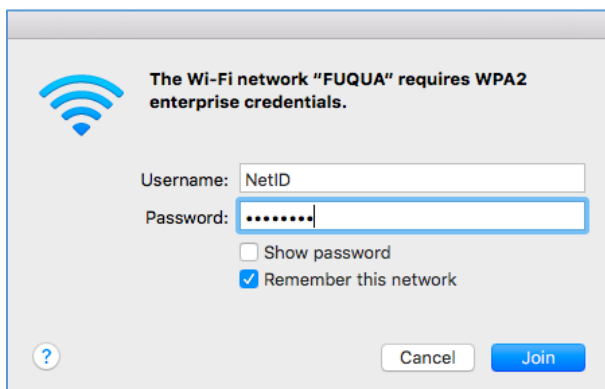 The Wi-Fi network “FUQUA” requires WPA2
enterprise credentials.
Username: NetID
Password: ••••••••
Show password
Remember this network
? Cancel Join